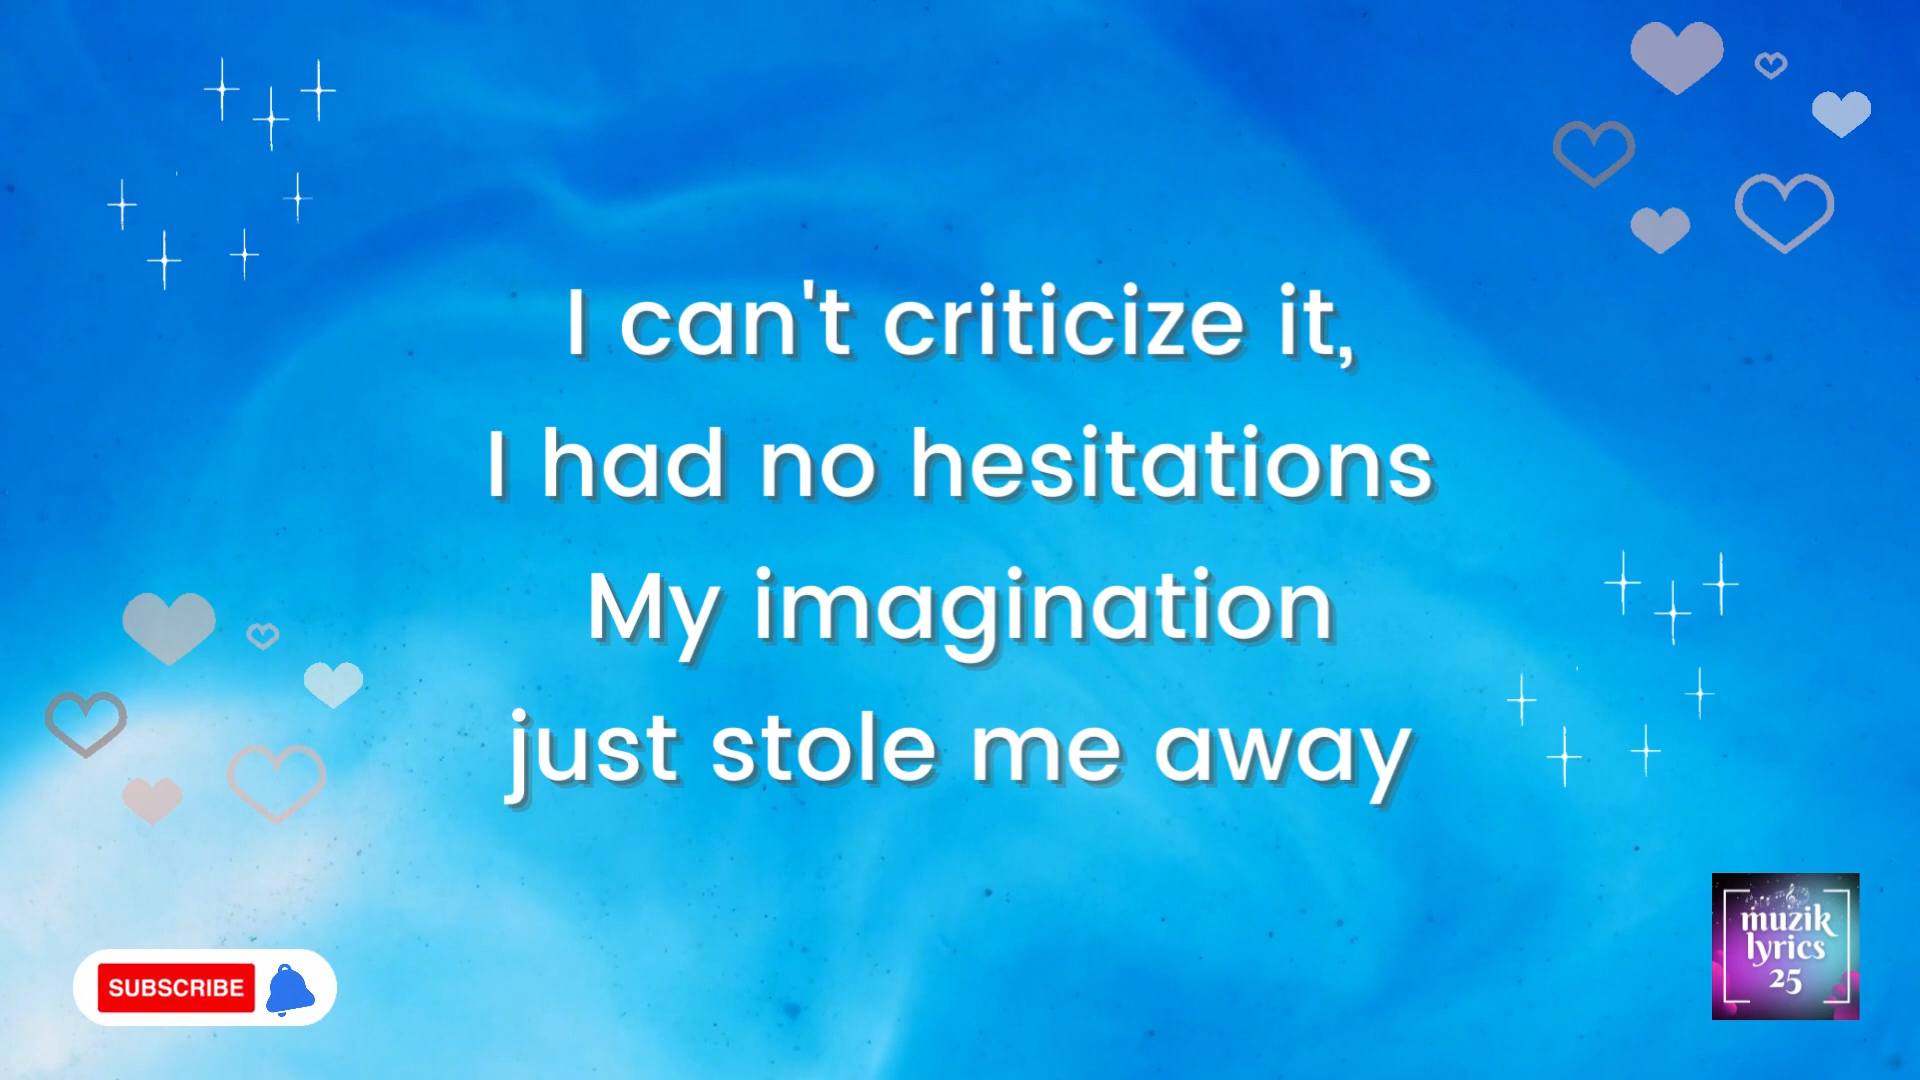 I can't criticize it,
I had no hesitations
My imagination
just stole me away
SUBSCRIBE
muzik
lyrics
25